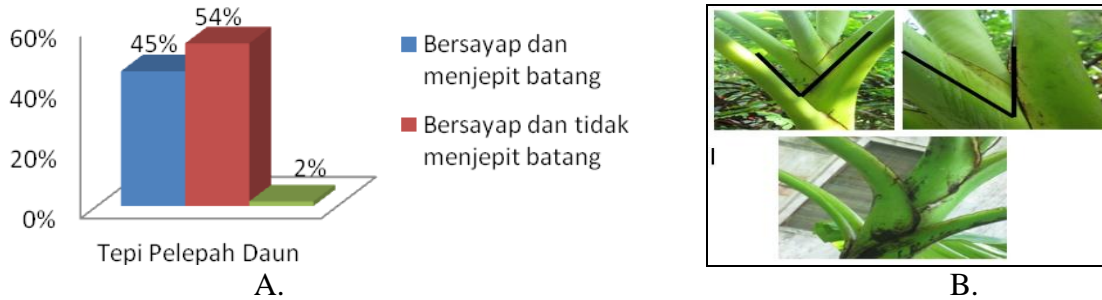 60%
40%
20%
0%
45%
54%
2%
Tepi Pelepah Daun
Bersayap dan
menjepit batang
Bersayap dan tidak
menjepit batang
A.
B.